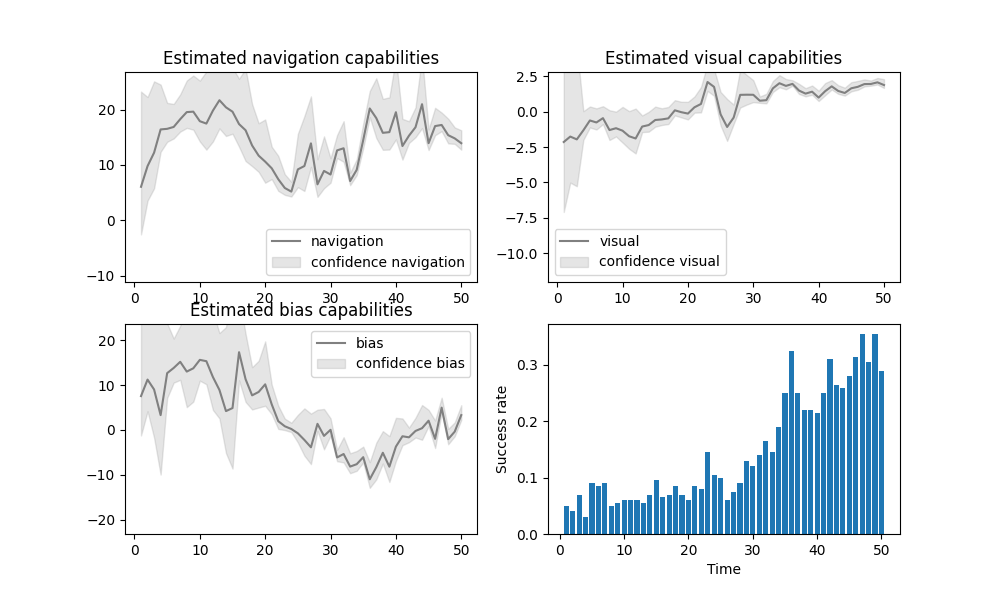 Estimated navigation capabilities
20
10
0
−10
0 10 20 30 40 50
navigation
confidence navigation
Estimated visual capabilities
2.5
0.0
−2.5
−5.0
−7.5
−10.0
0 10 20 30 40 50
visual
confidence visual
Estimated bias capabilities
20
10
0
−10
−20
0 10 20 30 40 50
bias
confidence bias
Success rate
0.3
0.2
0.1
0.0
0 10 20 30 40 50
Time